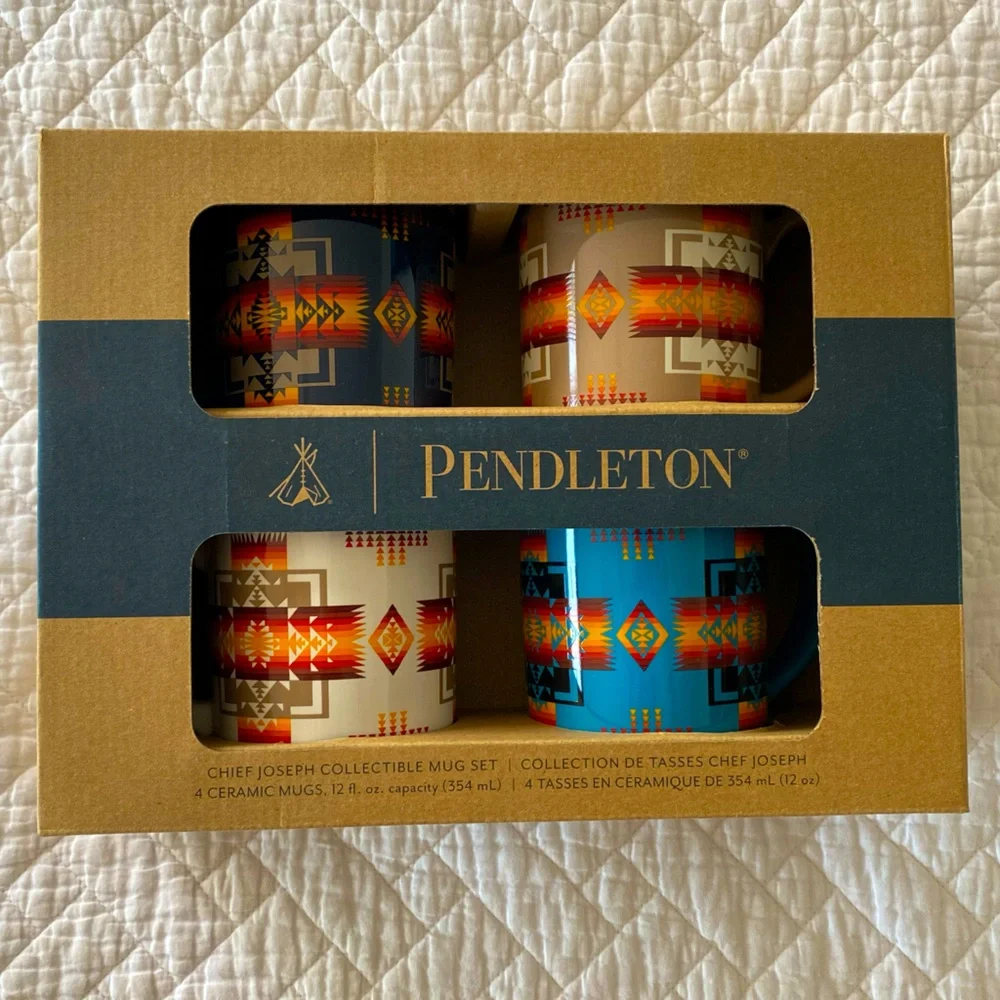 PENDLETON®
CHIEF JOSEPH COLLECTIBLE MUG SET | COLLECTION DE TASSES CHEF JOSEPH
4 CERAMIC MUGS, 12 fl. oz. capacity (354 mL) | 4 TASSES EN CÉRAMIQUE DE 354 mL (12 oz)